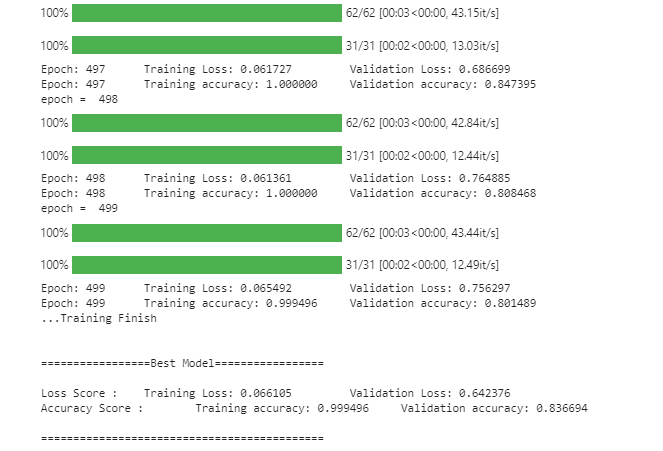 100% 62/62 [00:03<00:00, 43.15it/s]
100% 31/31 [00:02<00:00, 13.03it/s]
Epoch: 497 Training Loss: 0.061727 Validation Loss: 0.686699
Epoch: 497 Training accuracy: 1.000000 Validation accuracy: 0.847395
epoch = 498
100% 62/62 [00:03<00:00, 42.84it/s]
100% 31/31 [00:02<00:00, 12.44it/s]
Epoch: 498 Training Loss: 0.061361 Validation Loss: 0.764885
Epoch: 498 Training accuracy: 1.000000 Validation accuracy: 0.808468
epoch = 499
100% 62/62 [00:03<00:00, 43.44it/s]
100% 31/31 [00:02<00:00, 12.49it/s]
Epoch: 499 Training Loss: 0.065492 Validation Loss: 0.756297
Epoch: 499 Training accuracy: 0.999496 Validation accuracy: 0.801489
...Training Finish
=================Best Model=================
Loss Score : Training Loss: 0.066105 Validation Loss: 0.642376
Accuracy Score : Training accuracy: 0.999496 Validation accuracy: 0.836694
============================================